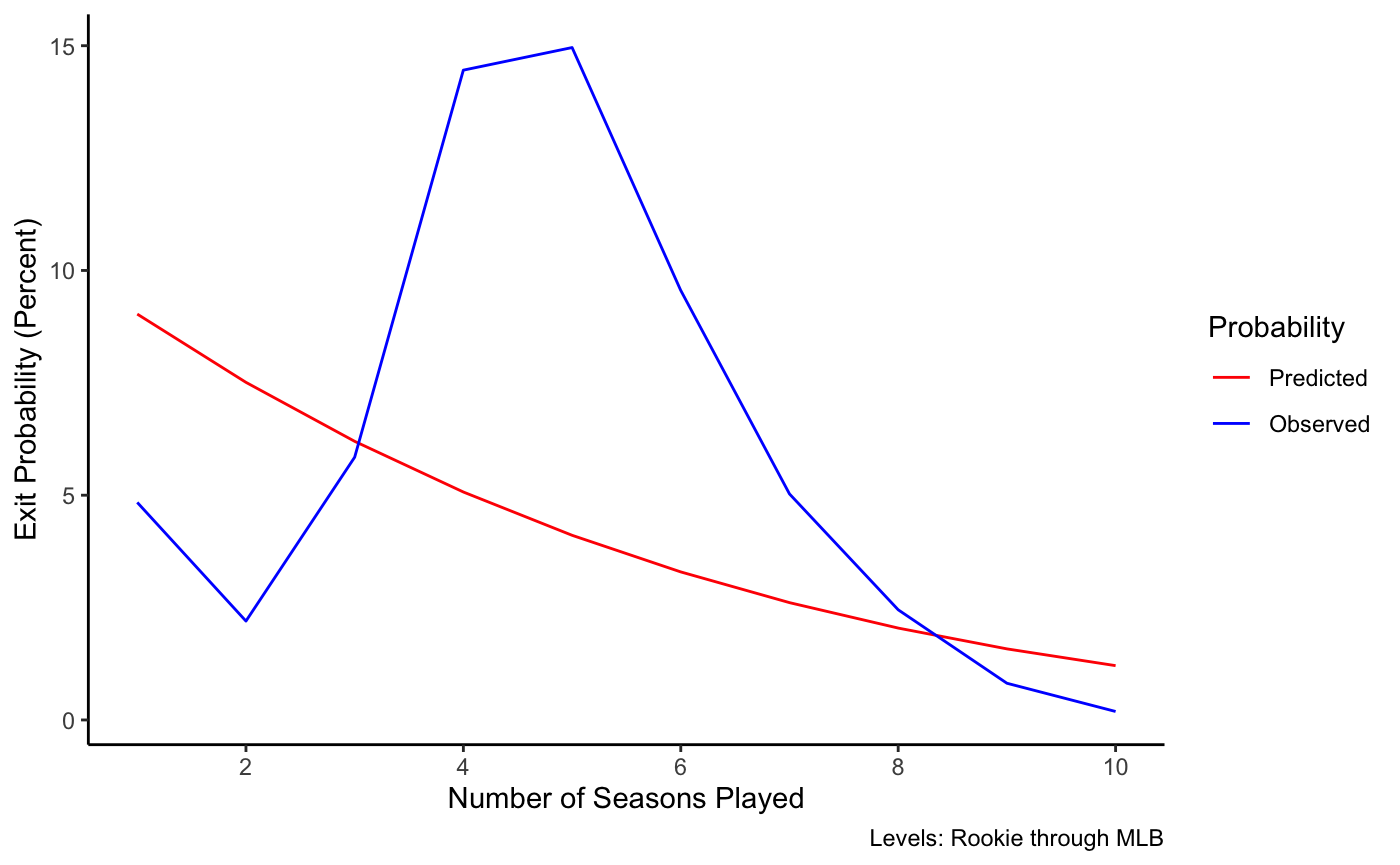 Exit Probability (Percent)
15
10
5
0
2 4 6 8 10
Number of Seasons Played
Levels: Rookie through MLB
Probability
Predicted
Observed